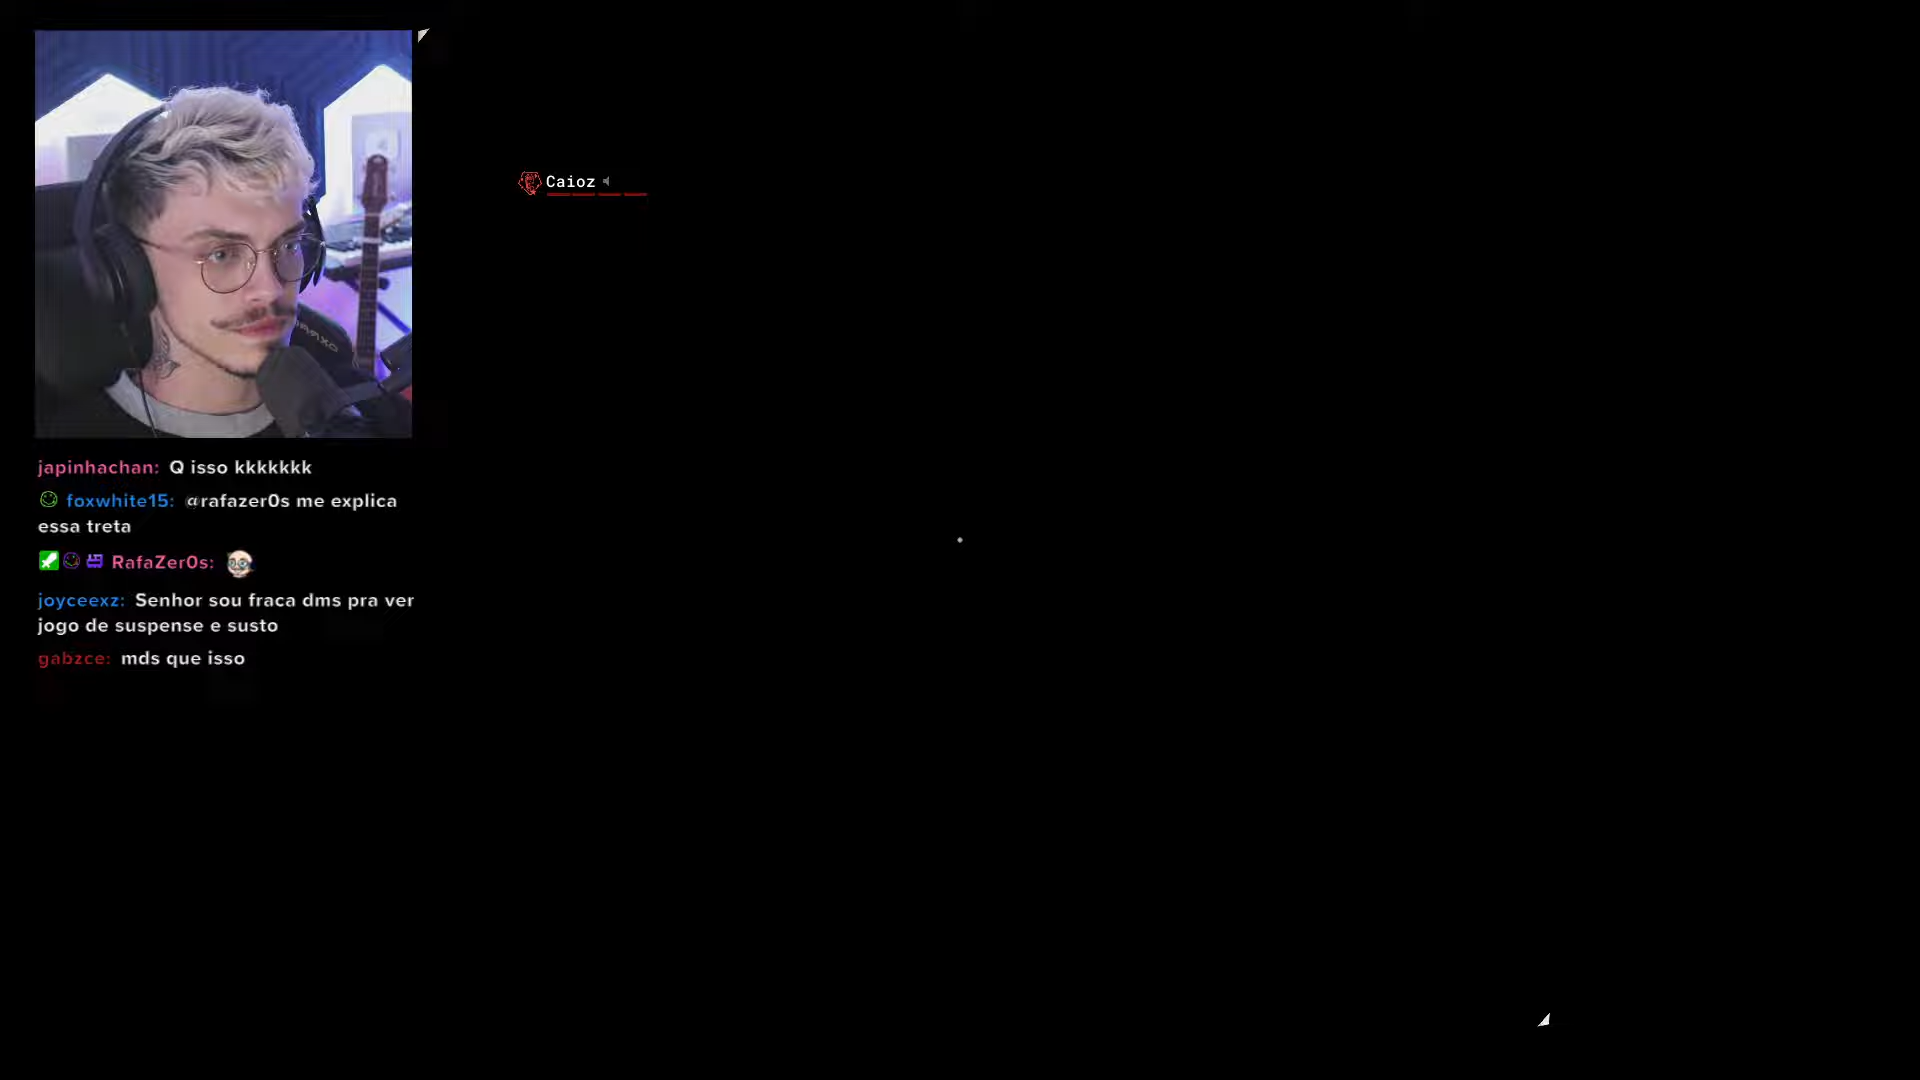 Caioz
japinhachan: Q isso kkkkkkk
foxwhite15: @rafazer0s me explica
essa treta
RafaZer0s:
joyceexz: Senhor sou fraca dms pra ver
jogo de suspense e susto
gabzce: mds que isso